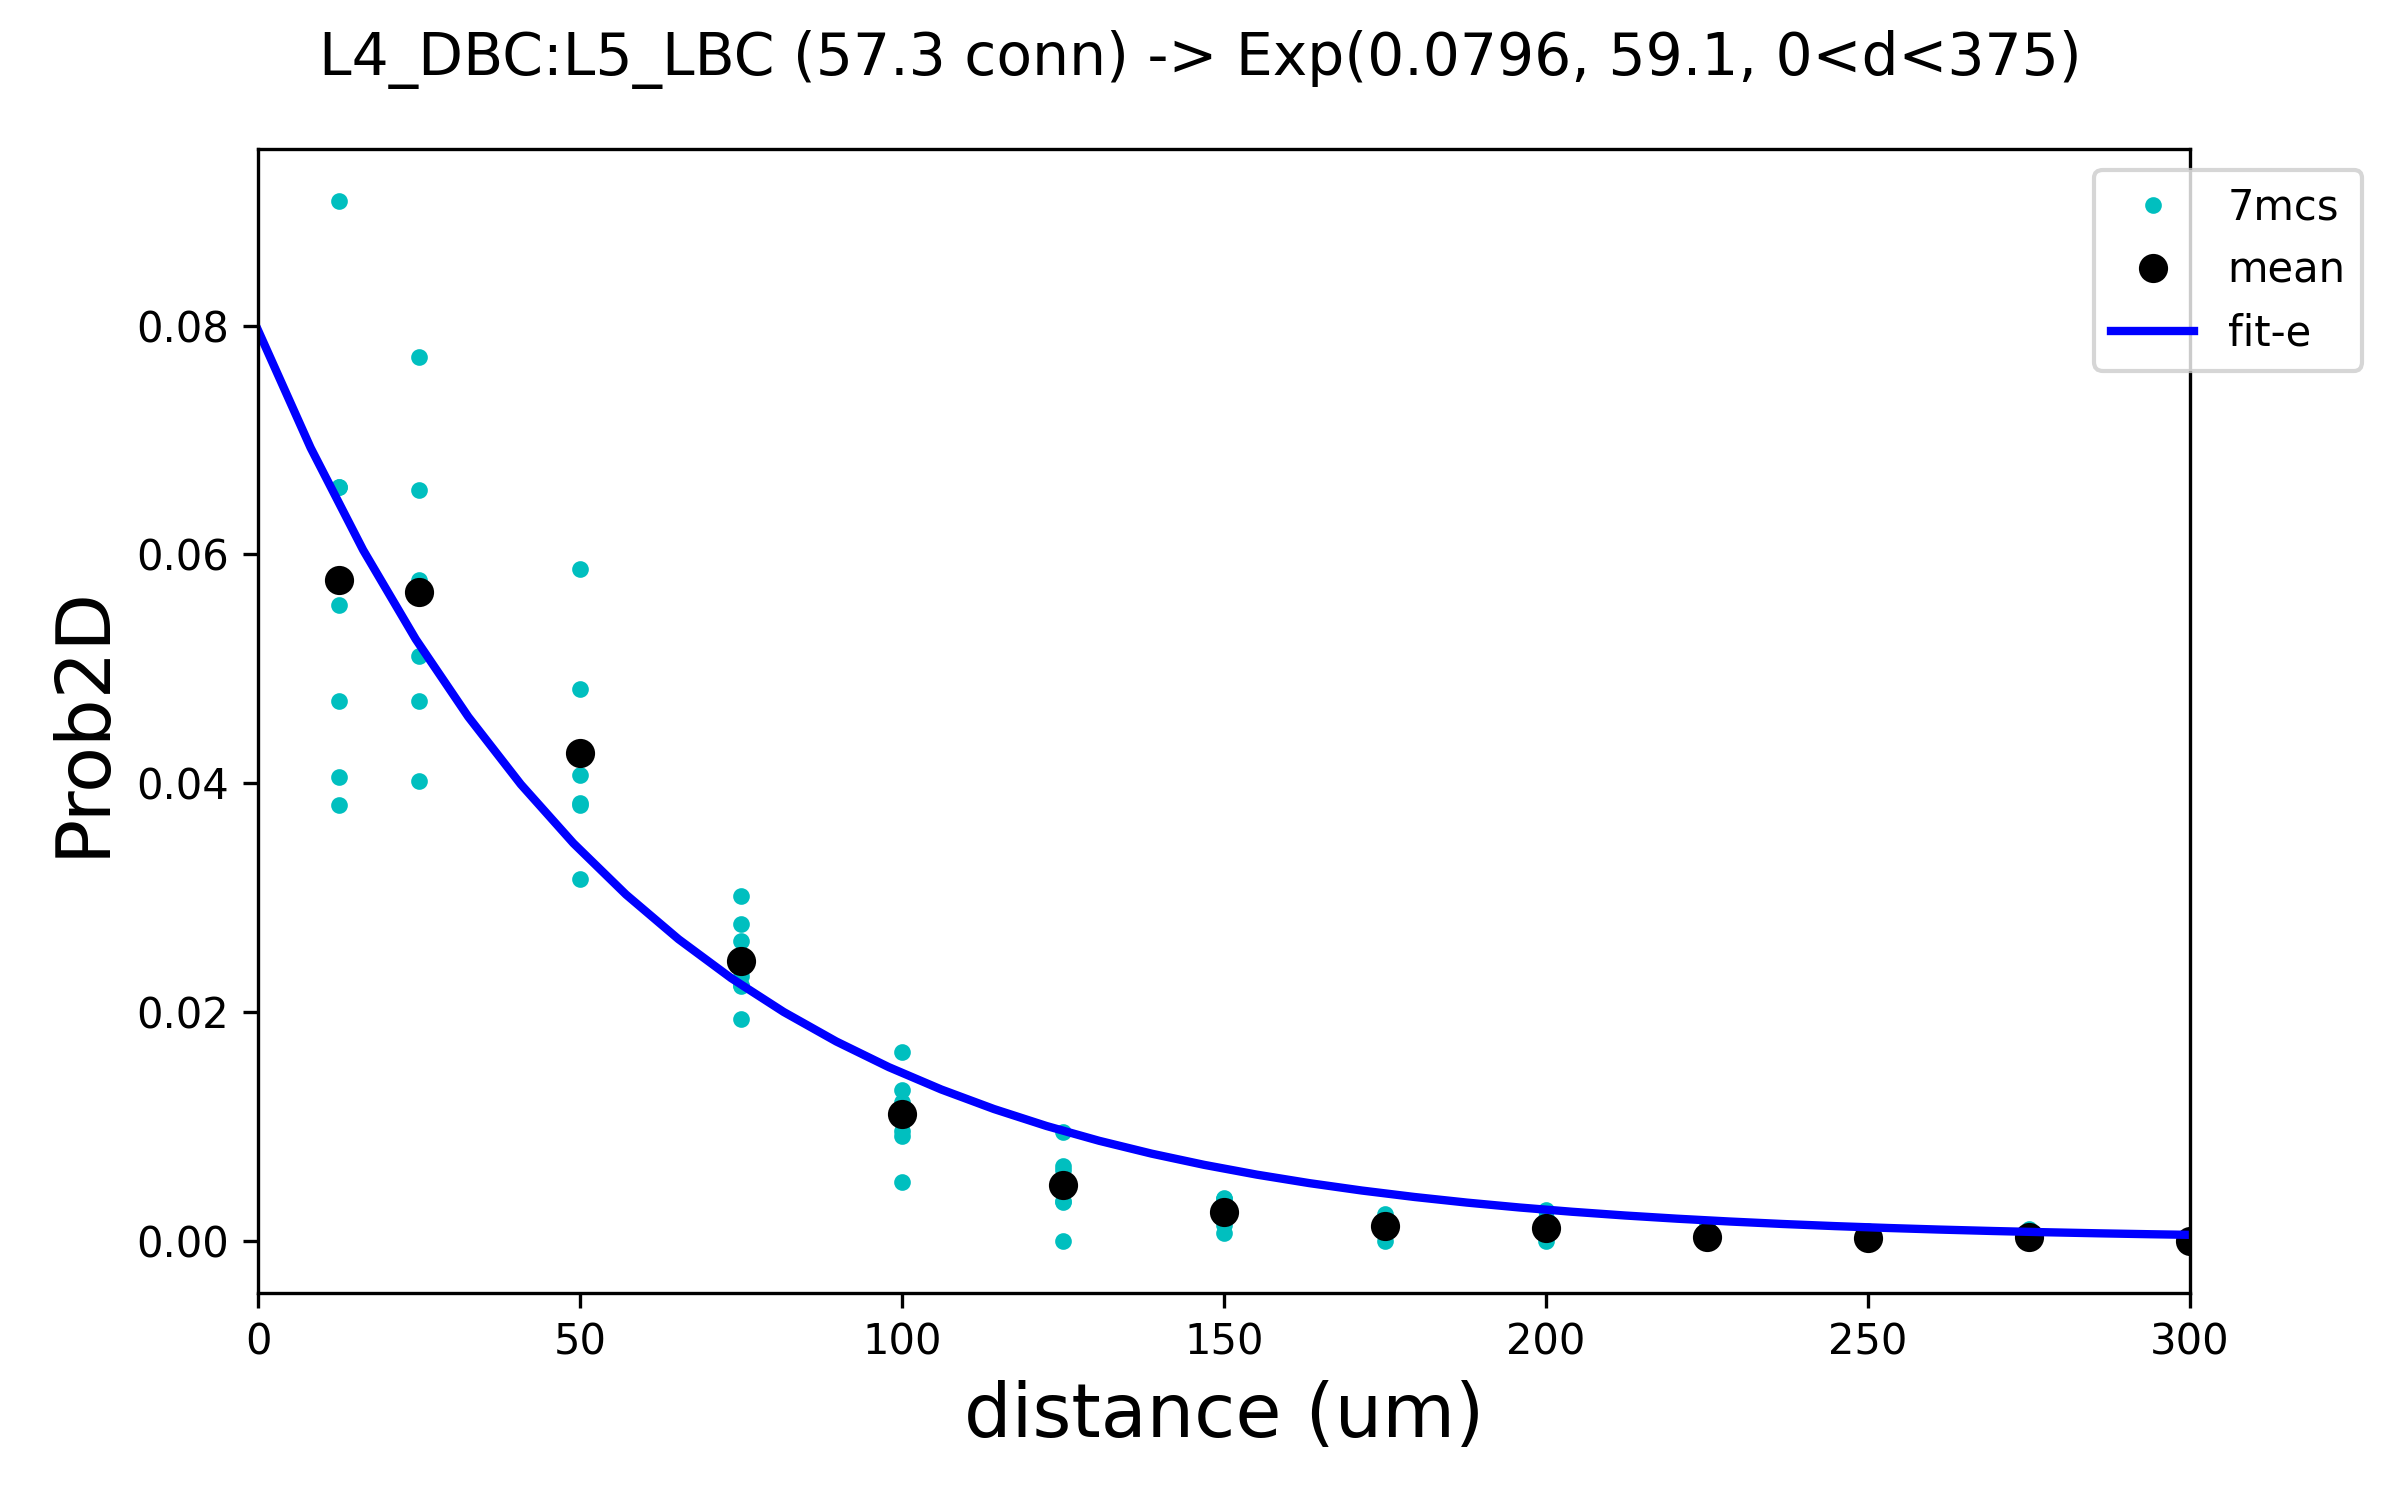 L4_DBC:L5_LBC (57.3 conn) -> Exp(0.0796, 59.1, 0<d<375)
7mcs
mean
fit-e
0.08
0.06
0.04
0.02
0.00
Prob2D
0 50 100 150 200 250 300
distance (um)